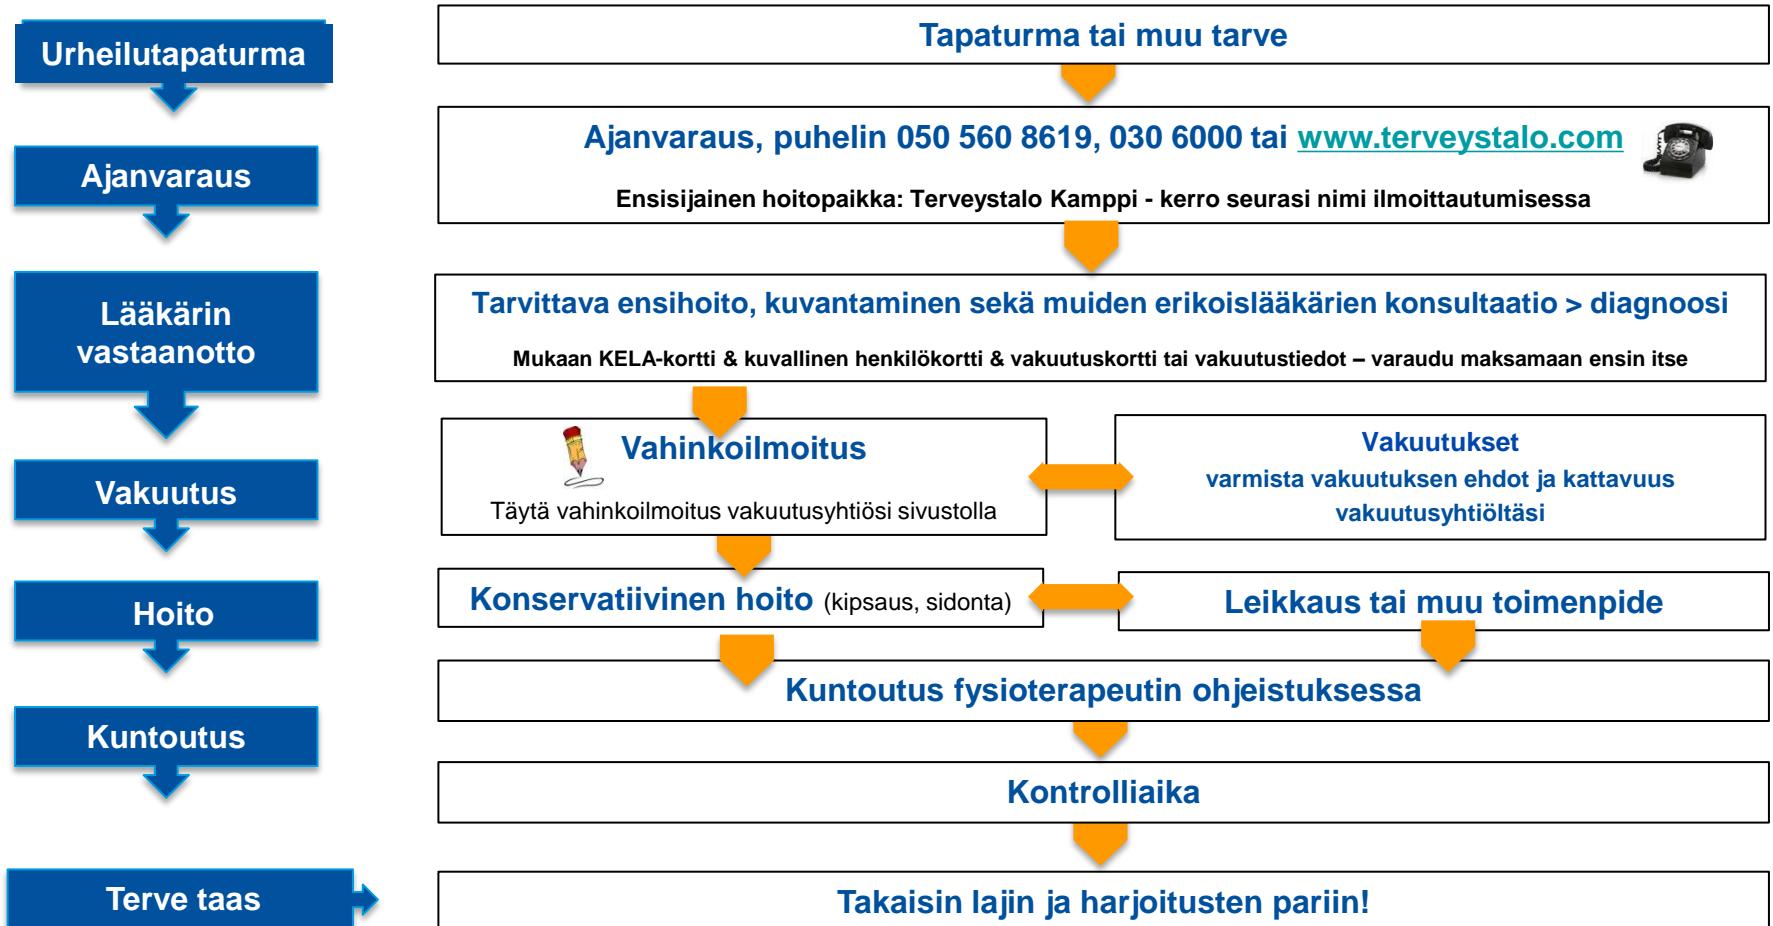 Urheilutapaturma
Tapaturma tai muu tarve
Ajanvaraus
Ajanvaraus, puhelin 050 560 8619, 030 6000 tai www.terveystalo.com
Ensisijainen hoitopaikka: Terveystalo Kamppi - kerro seurasi nimi ilmoittautumisessa
Lääkärin
vastaanotto
Tarvittava ensihoito, kuvantaminen sekä muiden erikoislääkärien konsultaatio > diagnoosi
Mukaan KELA-kortti & kuvallinen henkilökortti & vakuutuskortti tai vakuutustiedot – varaudu maksamaan ensin itse
Vakuutus
Vahinkoilmoitus
Täytä vahinkoilmoitus vakuutusyhtiösi sivustolla
Vakuutukset
varmista vakuutuksen ehdot ja kattavuus
vakuutusyhtiöltäsi
Hoito
Konservatiivinen hoito (kipsaus, sidonta)
Leikkaus tai muu toimenpide
Kuntoutus
Kuntoutus fysioterapeutin ohjeistuksessa
Kontrolliaika
Terve taas
Takaisin lajin ja harjoitusten pariin!